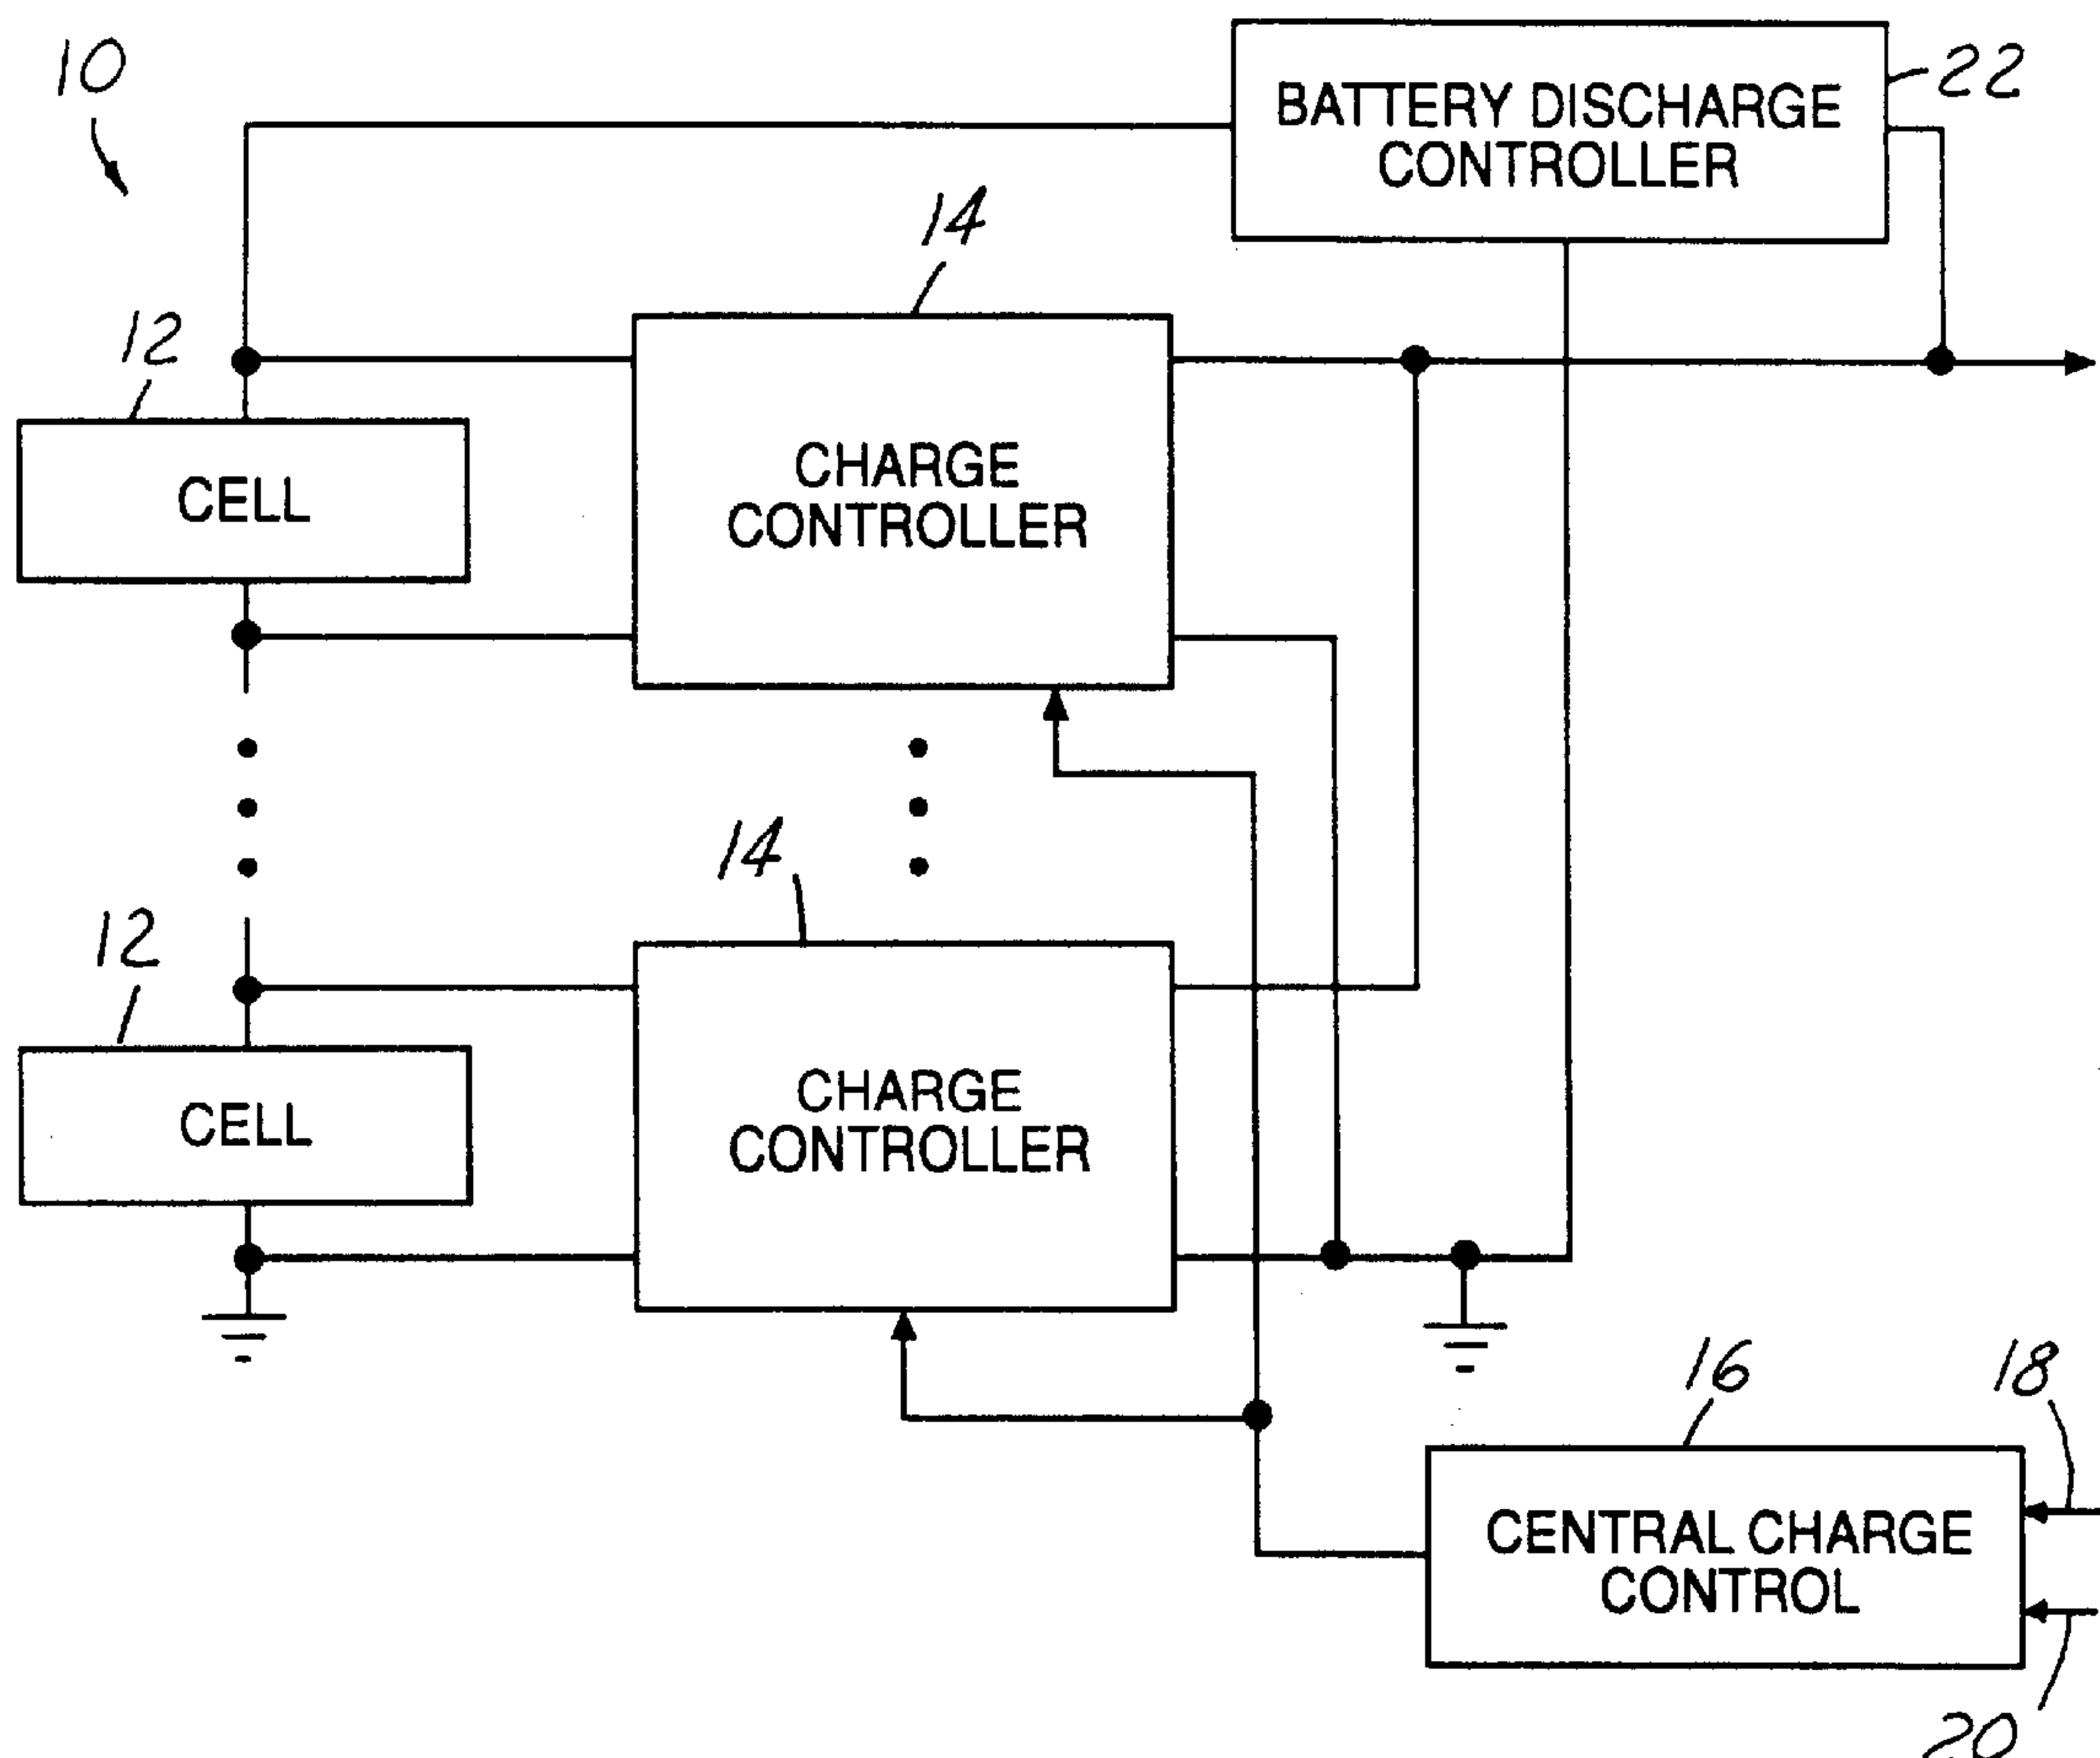 10
BATTERY DISCHARGE
CONTROLLER
22
14
12
CHARGE
CONTROLLER
CELL
14
12
CHARGE
CONTROLLER
CELL
16
18
CENTRAL CHARGE
CONTROL
20